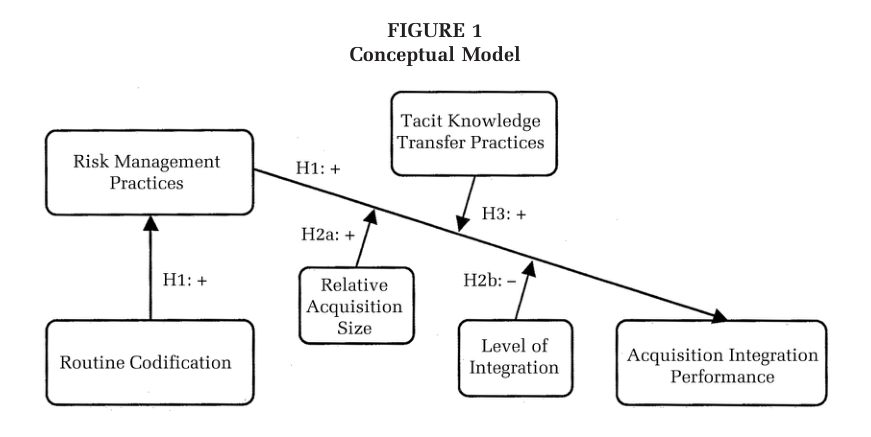 FIGURE 1
Conceptual Model
Tacit Knowledge
Transfer Practices
Risk Management
Practices
H1: +
H3: +
H2a: +
H1: +
Relative
Acquisition
Size
H2b: –
Routine Codification
Level of
Integration
Acquisition Integration
Performance